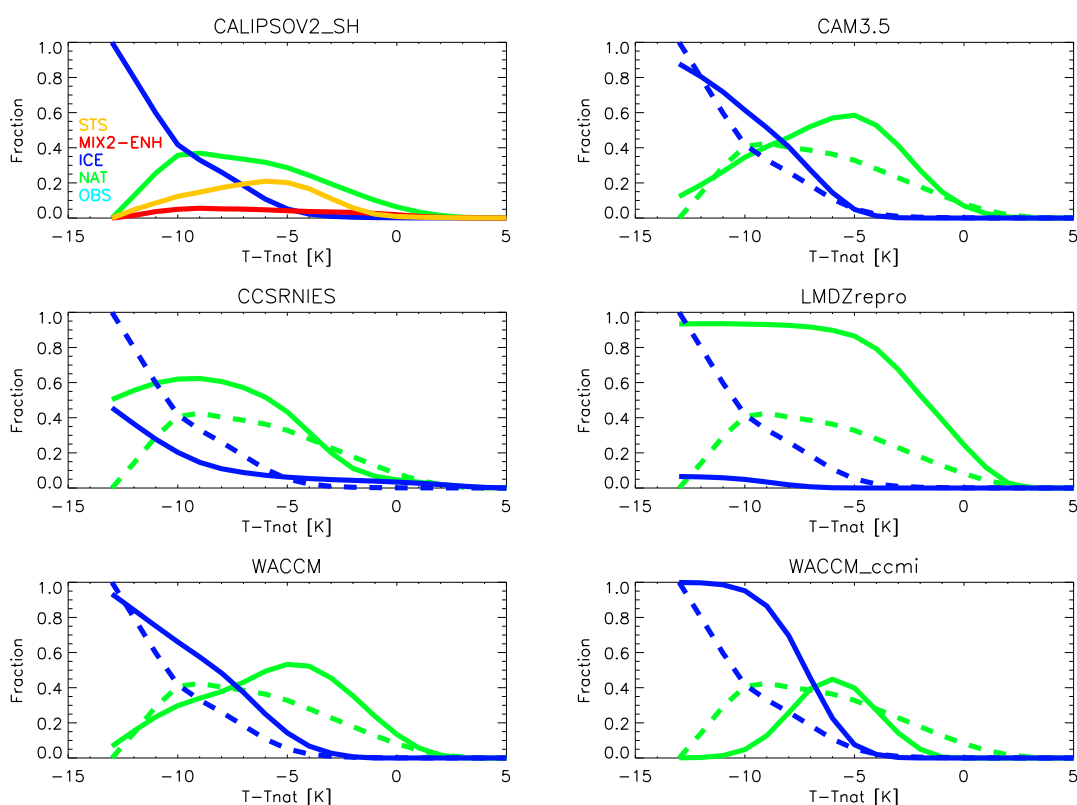 CALIPSOV2_SH
1.0
0.8
0.6
0.4
0.2
0.0
Fraction
STS
MIX2-ENH
ICE
NAT
OBS
-15 -10 -5 0 5
T-Tnat [K]
CAM3.5
1.0
0.8
0.6
0.4
0.2
0.0
Fraction
-15 -10 -5 0 5
T-Tnat [K]
CCSRNIES
1.0
0.8
0.6
0.4
0.2
0.0
Fraction
-15 -10 -5 0 5
T-Tnat [K]
LMDZrepro
1.0
0.8
0.6
0.4
0.2
0.0
Fraction
-15 -10 -5 0 5
T-Tnat [K]
WACCM
1.0
0.8
0.6
0.4
0.2
0.0
Fraction
-15 -10 -5 0 5
T-Tnat [K]
WACCM_ccmi
1.0
0.8
0.6
0.4
0.2
0.0
Fraction
-15 -10 -5 0 5
T-Tnat [K]